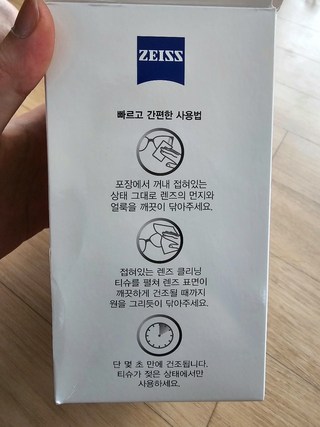 ZEISS
빠르고 간편한 사용법
포장에서 꺼내 접혀있는
상태 그대로 렌즈의 먼지와
얼룩을 깨끗이 닦아주세요.
접혀있는 렌즈 클리닝
티슈를 펼쳐 렌즈 표면이
깨끗하게 건조될 때까지
원을 그리듯이 닦아주세요.
단 몇 초 만에 건조됩니다.
티슈가 젖은 상태에서만
사용하세요.